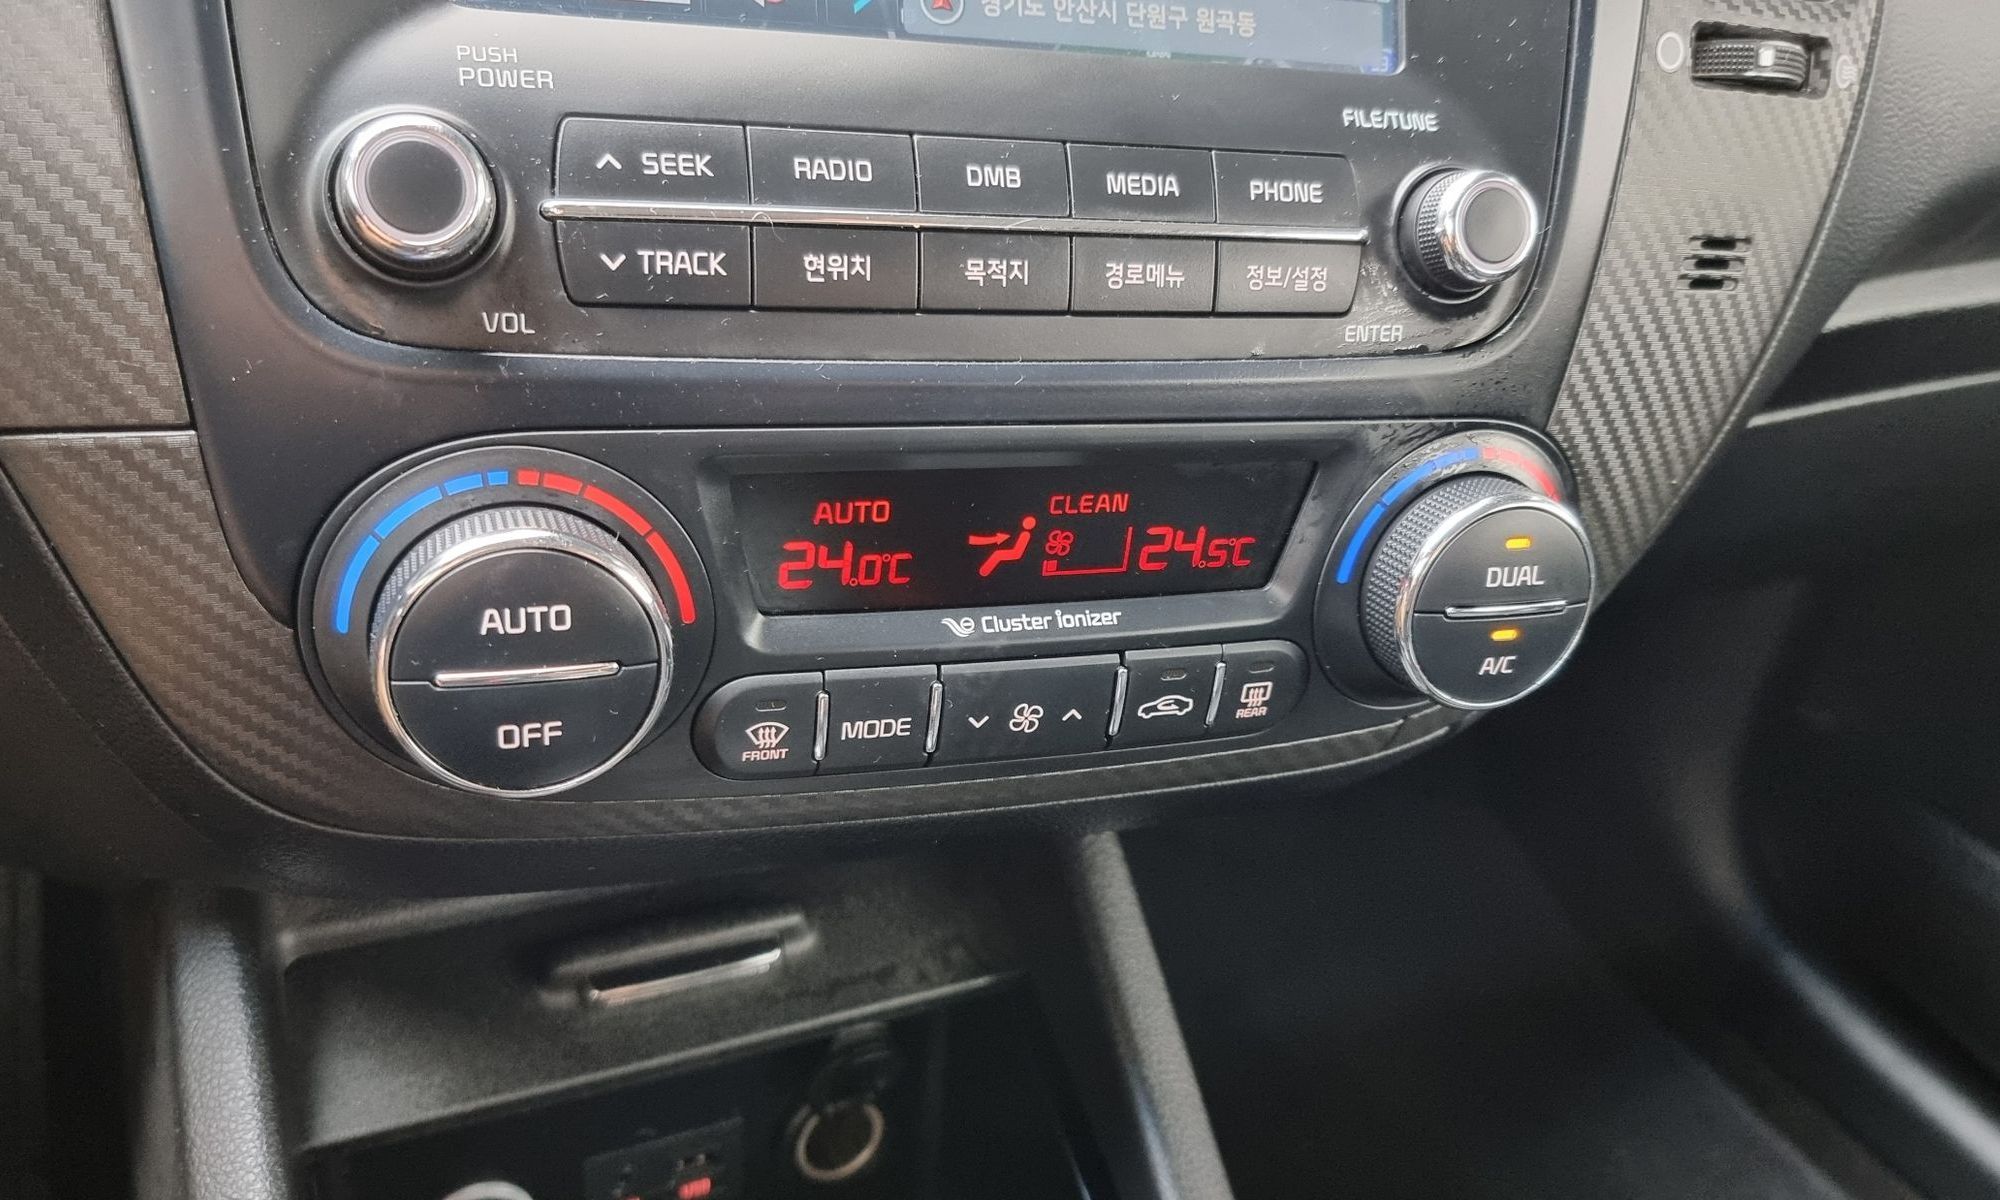 경기도 안산시 단원구 원곡동
PUSH
POWER
FILE/TUNE
SEEK RADIO DMB MEDIA PHONE
TRACK 현위치 목적지 경로메뉴 정보/설정
VOL
ENTER
AUTO CLEAN
24.0℃ 24.5℃
DUAL
AUTO
Cluster ionizer
A/C
OFF
FRONT MODE REAR